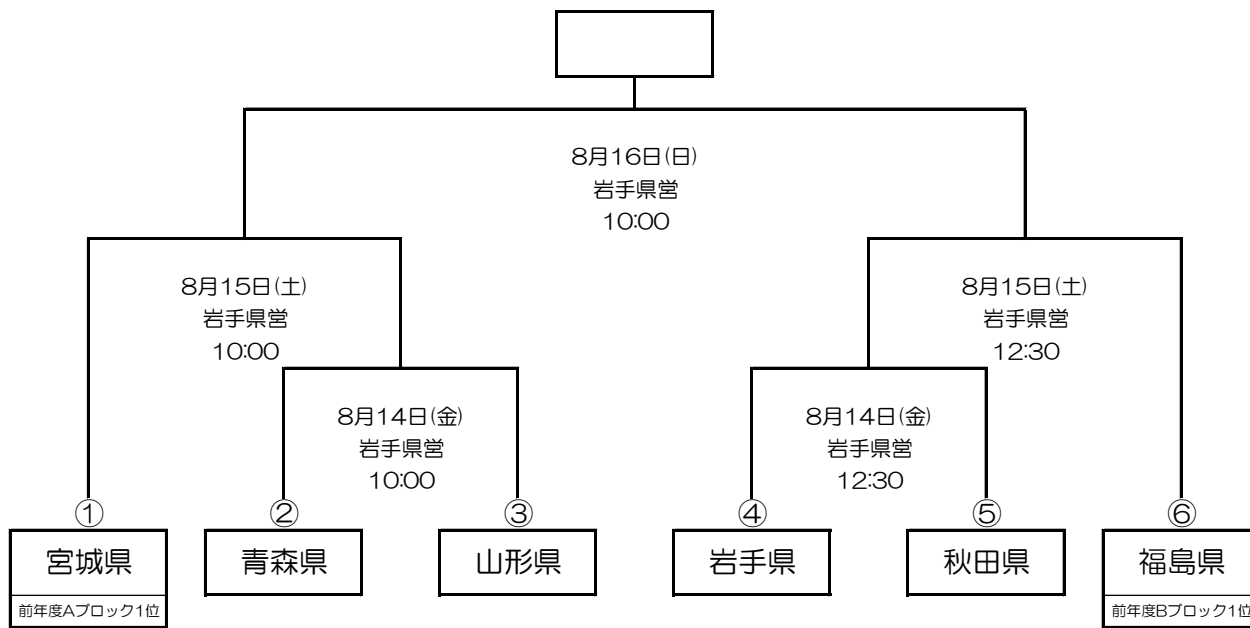 8月16日(日)
岩手県営
10:00
8月15日(土)
岩手県営
10:00
8月15日(土)
岩手県営
12:30
8月14日(金)
岩手県営
10:00
8月14日(金)
岩手県営
12:30
①
②
③
④
⑤
⑥
宮城県
青森県
山形県
岩手県
秋田県
福島県
前年度Aブロック1位
前年度Bブロック1位